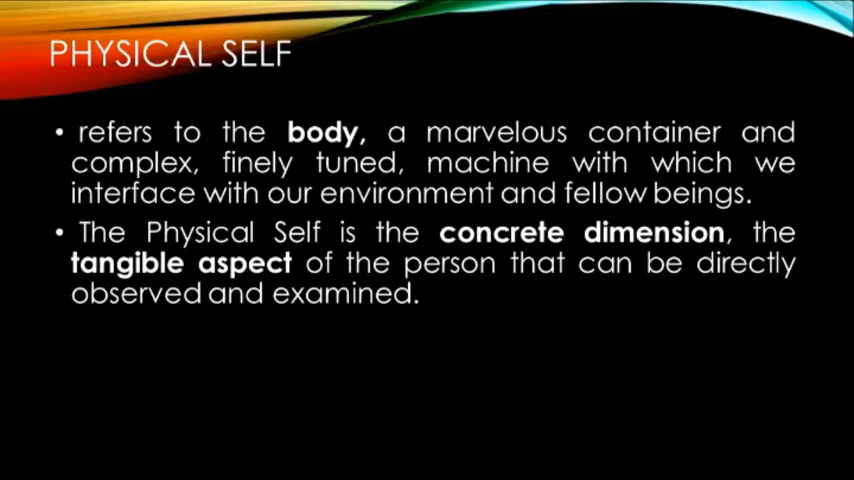 PHYSICAL SELF
• refers to the body, a marvelous container and
complex, finely tuned, machine with which we
interface with our environment and fellow beings.
• The Physical Self is the concrete dimension, the
tangible aspect of the person that can be directly
observed and examined.